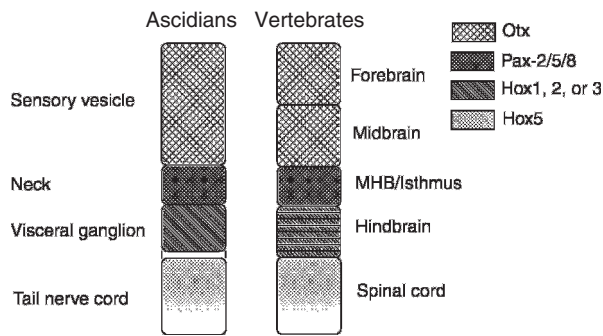 Ascidians Vertebrates
Otx
Pax-2/5/8
Hox1, 2, or 3
Hox5
Sensory vesicle
Forebrain
Midbrain
Neck
MHB/Isthmus
Visceral ganglion
Hindbrain
Tail nerve cord
Spinal cord